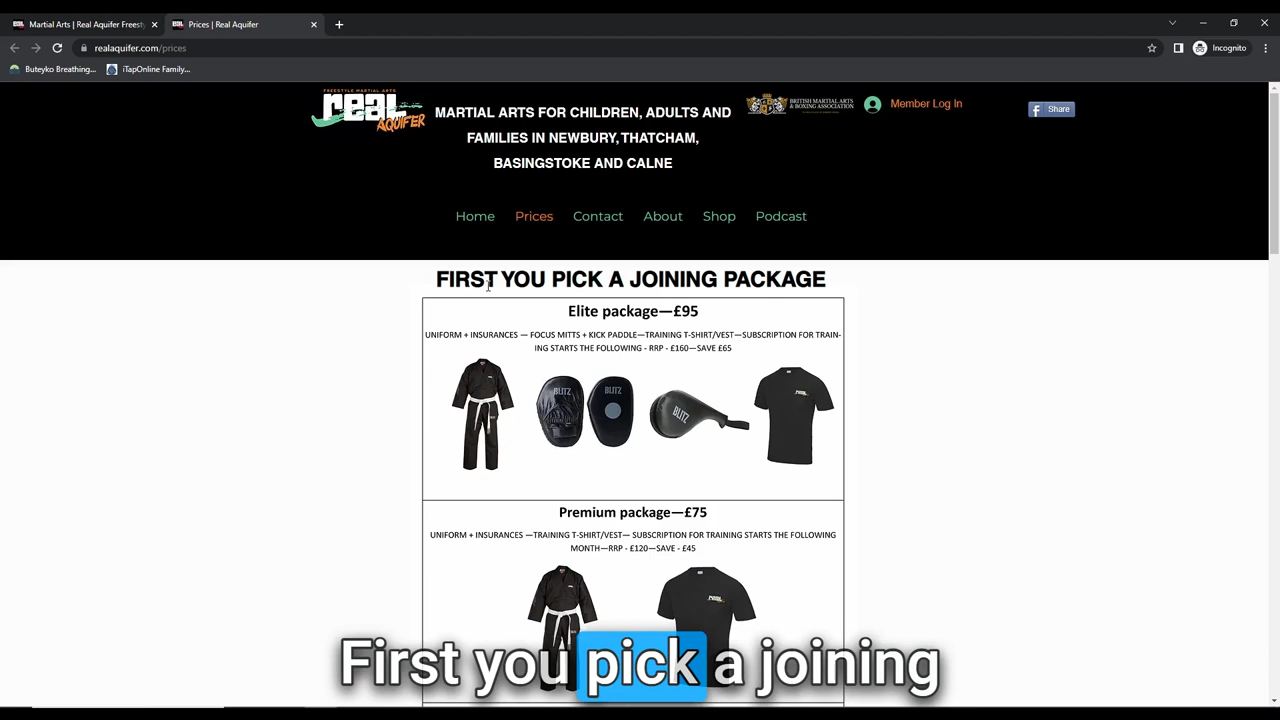 Martial Arts | Real Aquifer Freesty
Prices | Real Aquifer
realaquifer.com/prices
Incognito
Buteyko Breathing...
iTapOnline Family...
FREESTYLE MARTIAL ARTS
REAL
AQUIFER
MARTIAL ARTS FOR CHILDREN, ADULTS AND
FAMILIES IN NEWBURY, THATCHAM,
BASINGSTOKE AND CALNE
BRITISH MARTIAL ARTS
& BOXING ASSOCIATION
Member Log In
Share
Home Prices Contact About Shop Podcast
FIRST YOU PICK A JOINING PACKAGE
Elite package—£95
UNIFORM + INSURANCES — FOCUS MITTS + KICK PADDLE—TRAINING T-SHIRT/VEST—SUBSCRIPTION FOR TRAIN-
ING STARTS THE FOLLOWING - RRP - £160—SAVE £65
BLITZ
BLITZ
BLITZ
Premium package—£75
UNIFORM + INSURANCES —TRAINING T-SHIRT/VEST— SUBSCRIPTION FOR TRAINING STARTS THE FOLLOWING
MONTH—RRP - £120—SAVE - £45
First you pick a joining